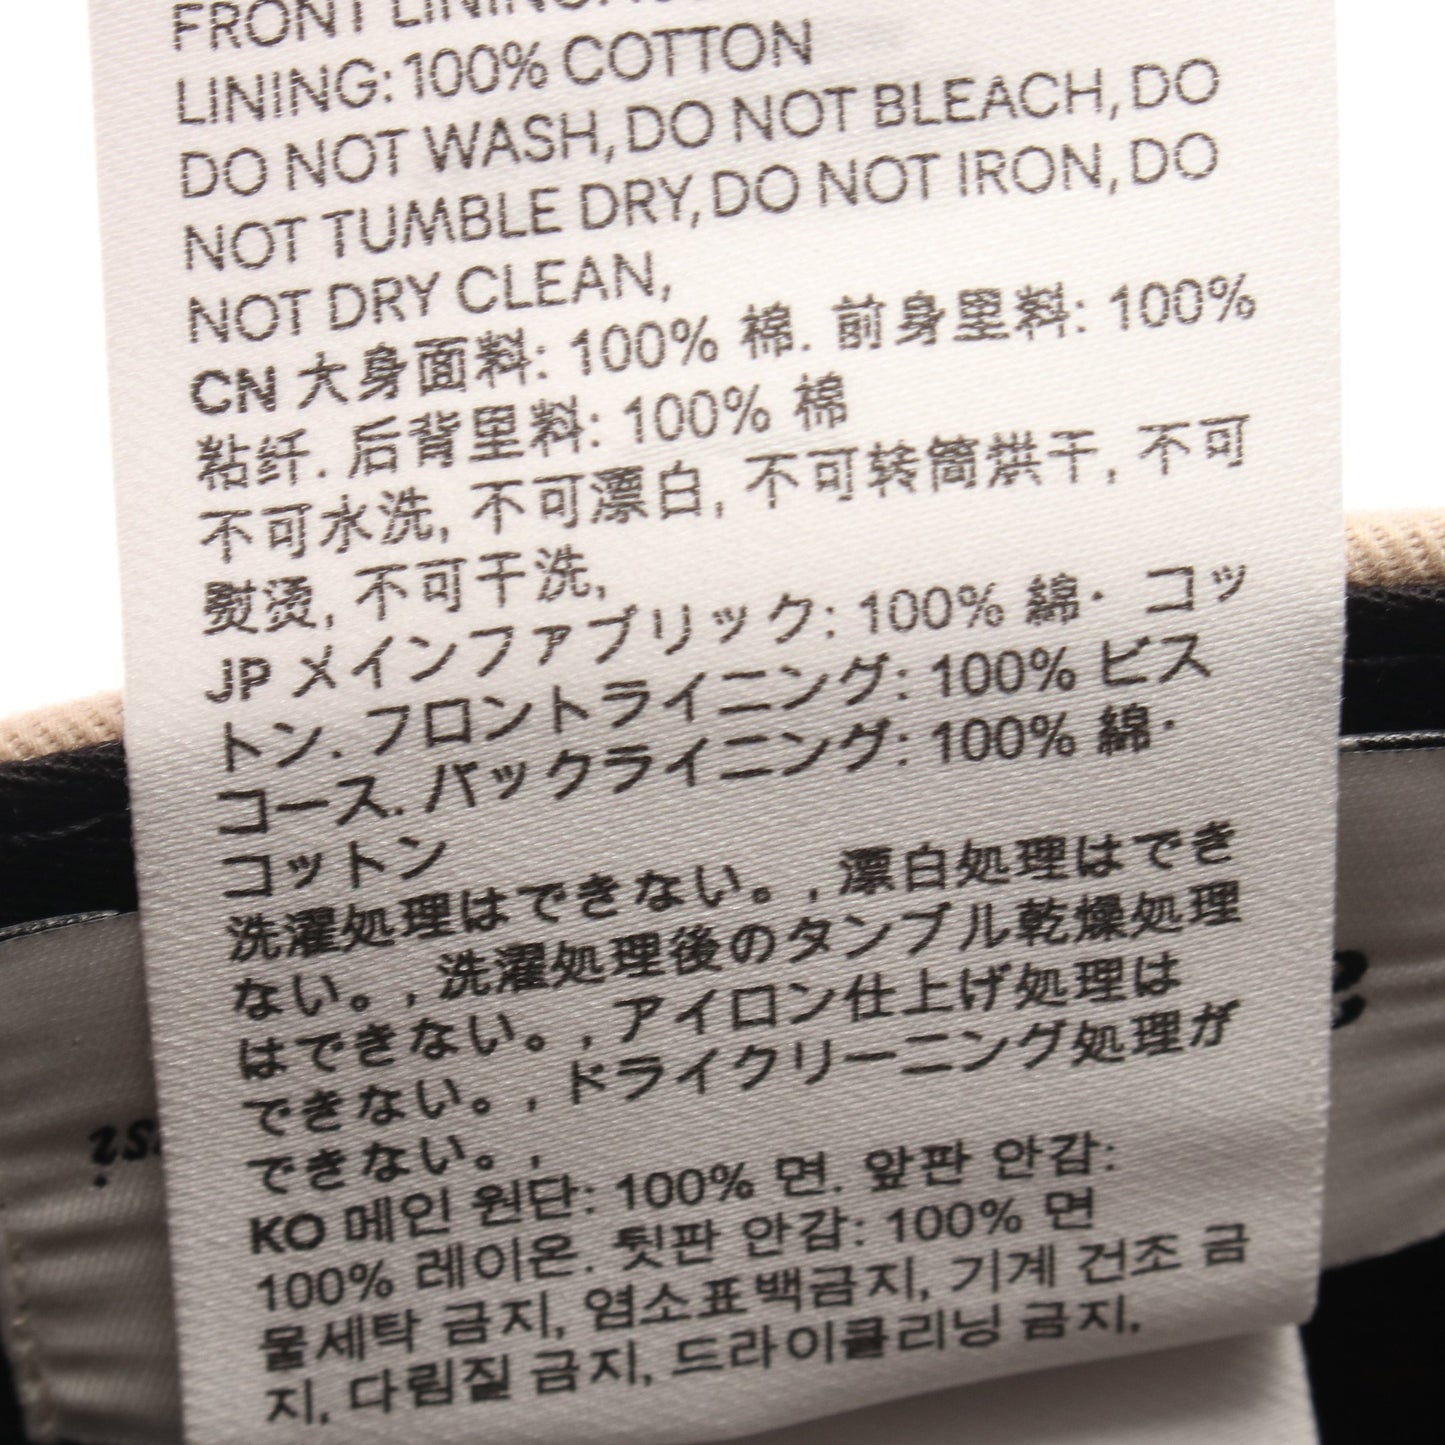 FRONT LINING:
LINING: 100% COTTON
DO NOT WASH, DO NOT BLEACH, DO
NOT TUMBLE DRY, DO NOT IRON, DO
NOT DRY CLEAN,
CN 大身面料: 100% 棉. 前身里料: 100%
粘纤. 后背里料: 100% 棉
不可水洗, 不可漂白, 不可转筒烘干, 不可
熨烫, 不可干洗,
JP メインファブリック: 100% 綿・コッ
トン. フロントライニング: 100% ビス
コース. バックライニング: 100% 綿・
コットン
洗濯処理はできない。, 漂白処理はでき
ない。, 洗濯処理後のタンブル乾燥処理
はできない。, アイロン仕上げ処理は
できない。, ドライクリーニング処理が
できない。,
KO 메인 원단: 100% 면. 앞판 안감:
100% 레이온. 뒷판 안감: 100% 면
물세탁 금지, 염소표백금지, 기계 건조 금
지, 다림질 금지, 드라이클리닝 금지,